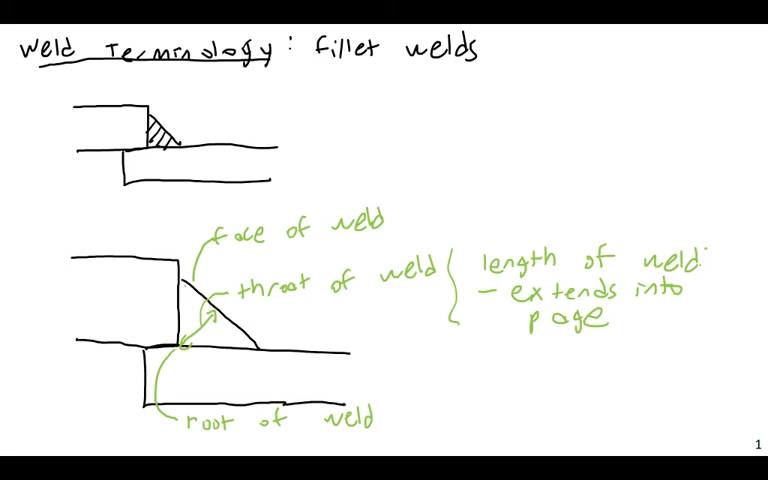 Weld Terminology: fillet welds
face of weld
throat of weld
length of weld:
- extends into
page
root of weld
1